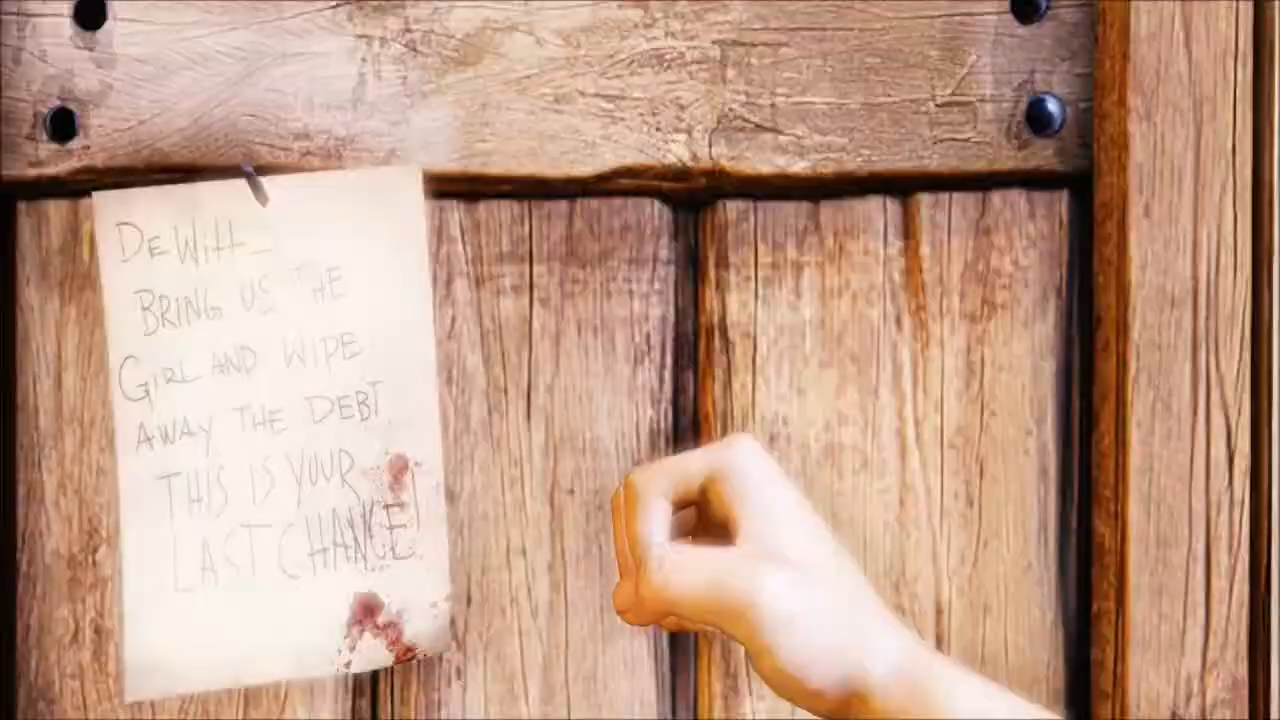 DEWitt_
BRING US THE
GIRL AND WIPE
AWAY THE DEBT
THIS IS YOUR
LAST CHANCE!